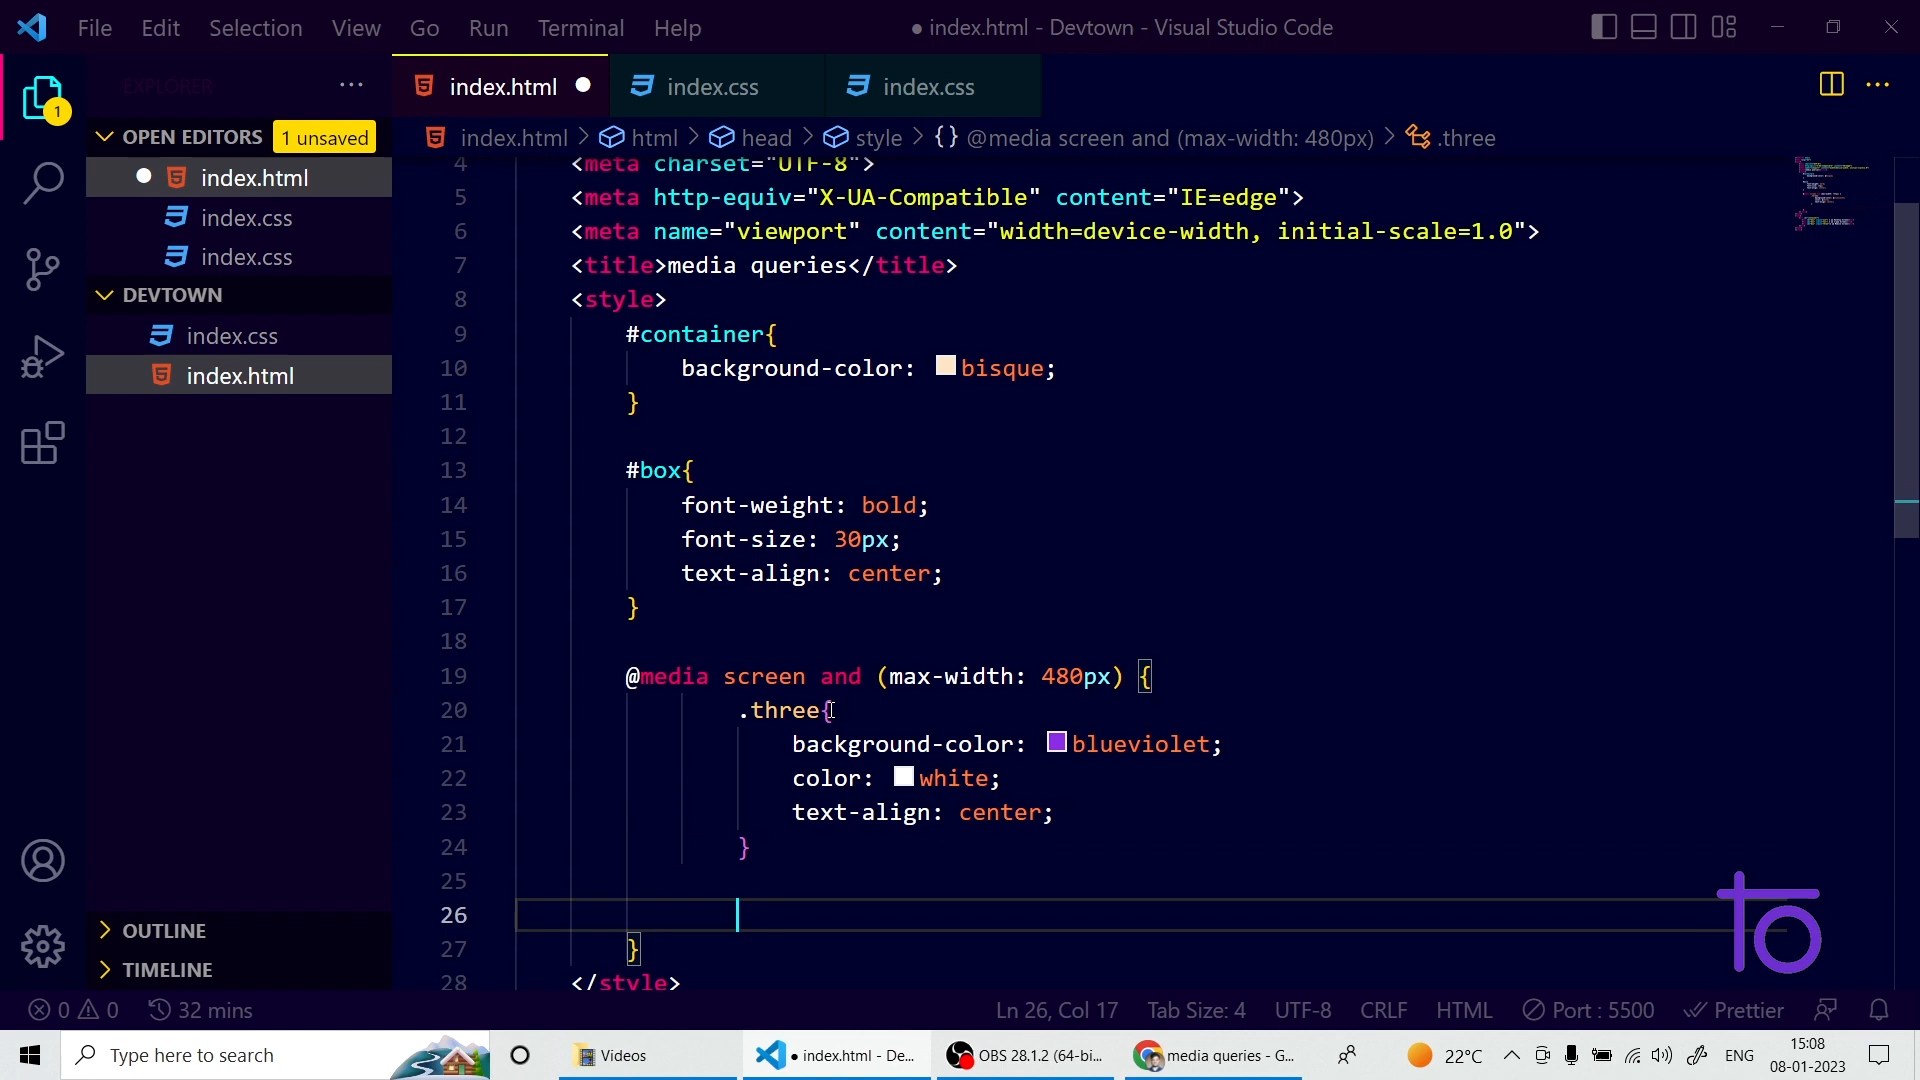 File Edit Selection View Go Run Terminal Help
● index.html - Devtown - Visual Studio Code
EXPLORER
index.html
index.css
index.css
1
OPEN EDITORS 1 unsaved
index.html > html > head > style > {} @media screen and (max-width: 480px) > .three
index.html
index.css
index.css
DEVTOWN
index.css
index.html
4 <meta charset="UTF-8">
5 <meta http-equiv="X-UA-Compatible" content="IE=edge">
6 <meta name="viewport" content="width=device-width, initial-scale=1.0">
7 <title>media queries</title>
8 <style>
9 #container{
10 background-color: bisque;
11 }
12
13 #box{
14 font-weight: bold;
15 font-size: 30px;
16 text-align: center;
17 }
18
19 @media screen and (max-width: 480px) {
20 .three{
21 background-color: blueviolet;
22 color: white;
23 text-align: center;
24 }
25
26
27 }
28 </style>
OUTLINE
TIMELINE
0 0 32 mins
Ln 26, Col 17 Tab Size: 4 UTF-8 CRLF HTML Port : 5500 Prettier
Type here to search
Videos
● index.html - De...
OBS 28.1.2 (64-bi...
media queries - G...
22°C
ENG
15:08
08-01-2023